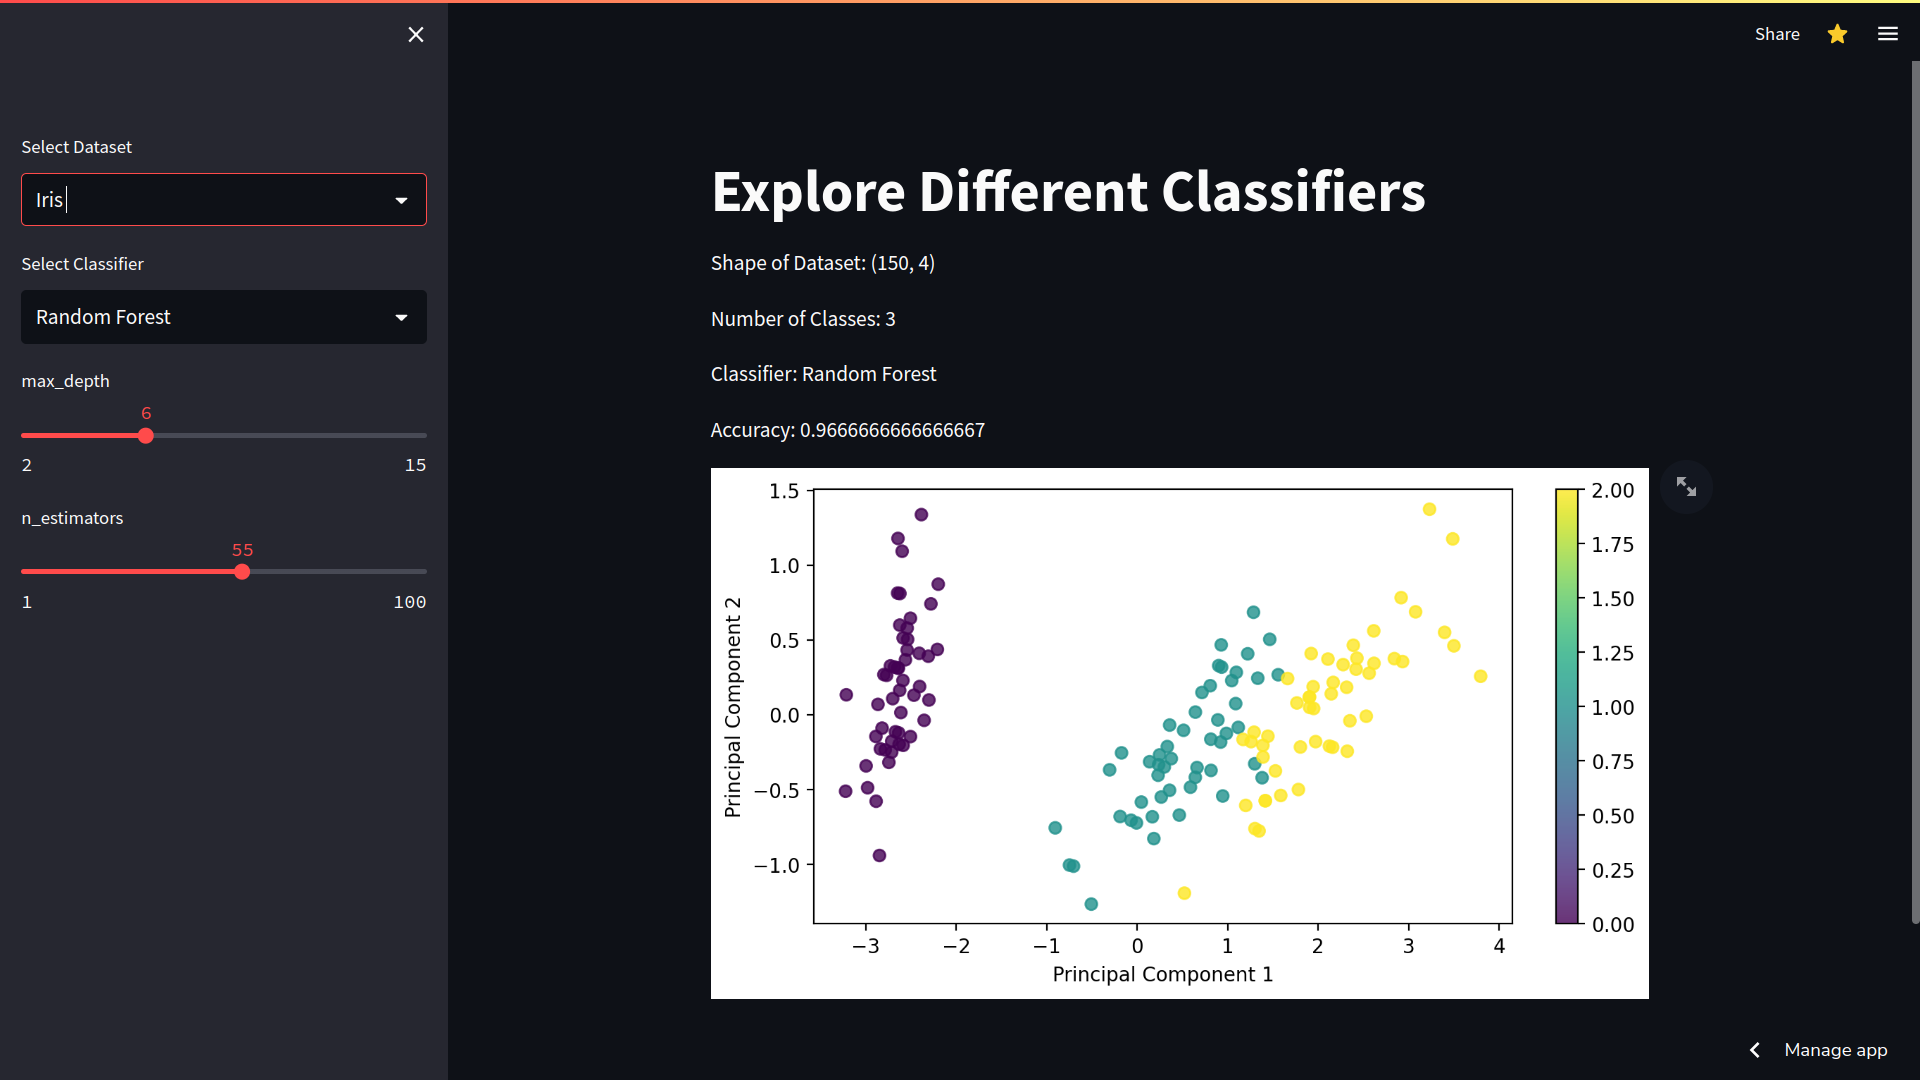 Share
Select Dataset
Iris
Select Classifier
Random Forest
max_depth
6
2 15
n_estimators
55
1 100
Explore Different Classifiers
Shape of Dataset: (150, 4)
Number of Classes: 3
Classifier: Random Forest
Accuracy: 0.9666666666666667
1.5
1.0
0.5
0.0
−0.5
−1.0
Principal Component 2
−3 −2 −1 0 1 2 3 4
Principal Component 1
2.00
1.75
1.50
1.25
1.00
0.75
0.50
0.25
0.00
Manage app